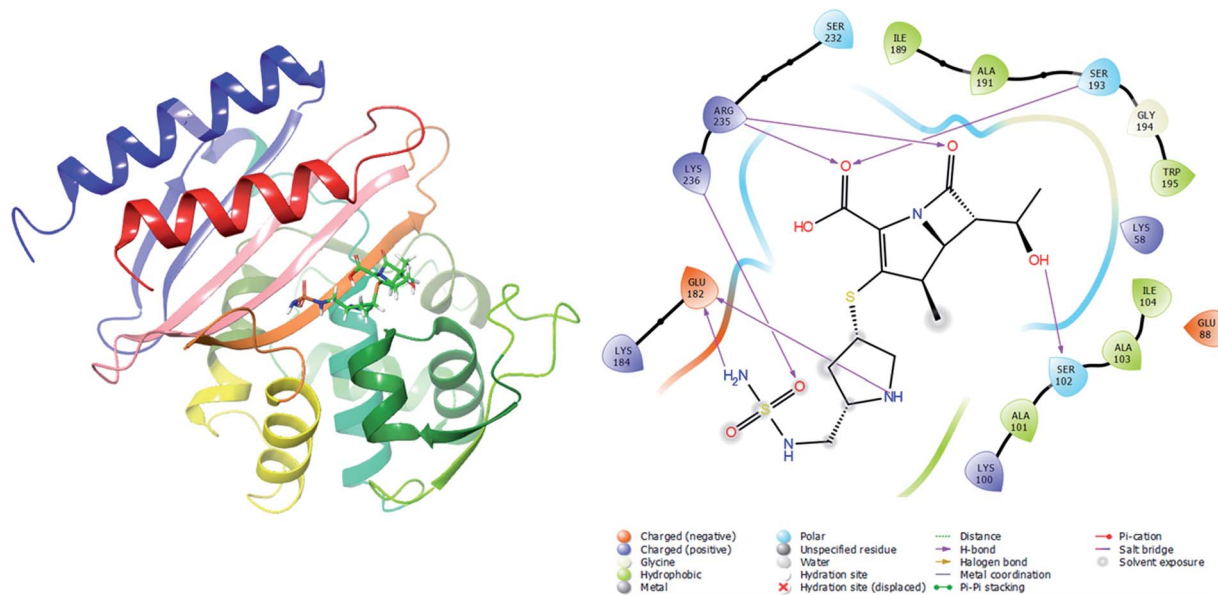 SER
232
ILE
189
ALA
191
SER
193
ARG
235
GLY
194
LYS
236
TRP
195
O
O
N
HO
LYS
58
OH
GLU
182
S
ILE
104
GLU
88
ALA
103
LYS
184
SER
102
H2N
O
NH
S
ALA
101
O
N
H
LYS
100
Charged (negative)
Charged (positive)
Glycine
Hydrophobic
Metal
Polar
Unspecified residue
Water
Hydration site
Hydration site (displaced)
Distance
H-bond
Halogen bond
Metal coordination
Pi-Pi stacking
Pi-cation
Salt bridge
Solvent exposure